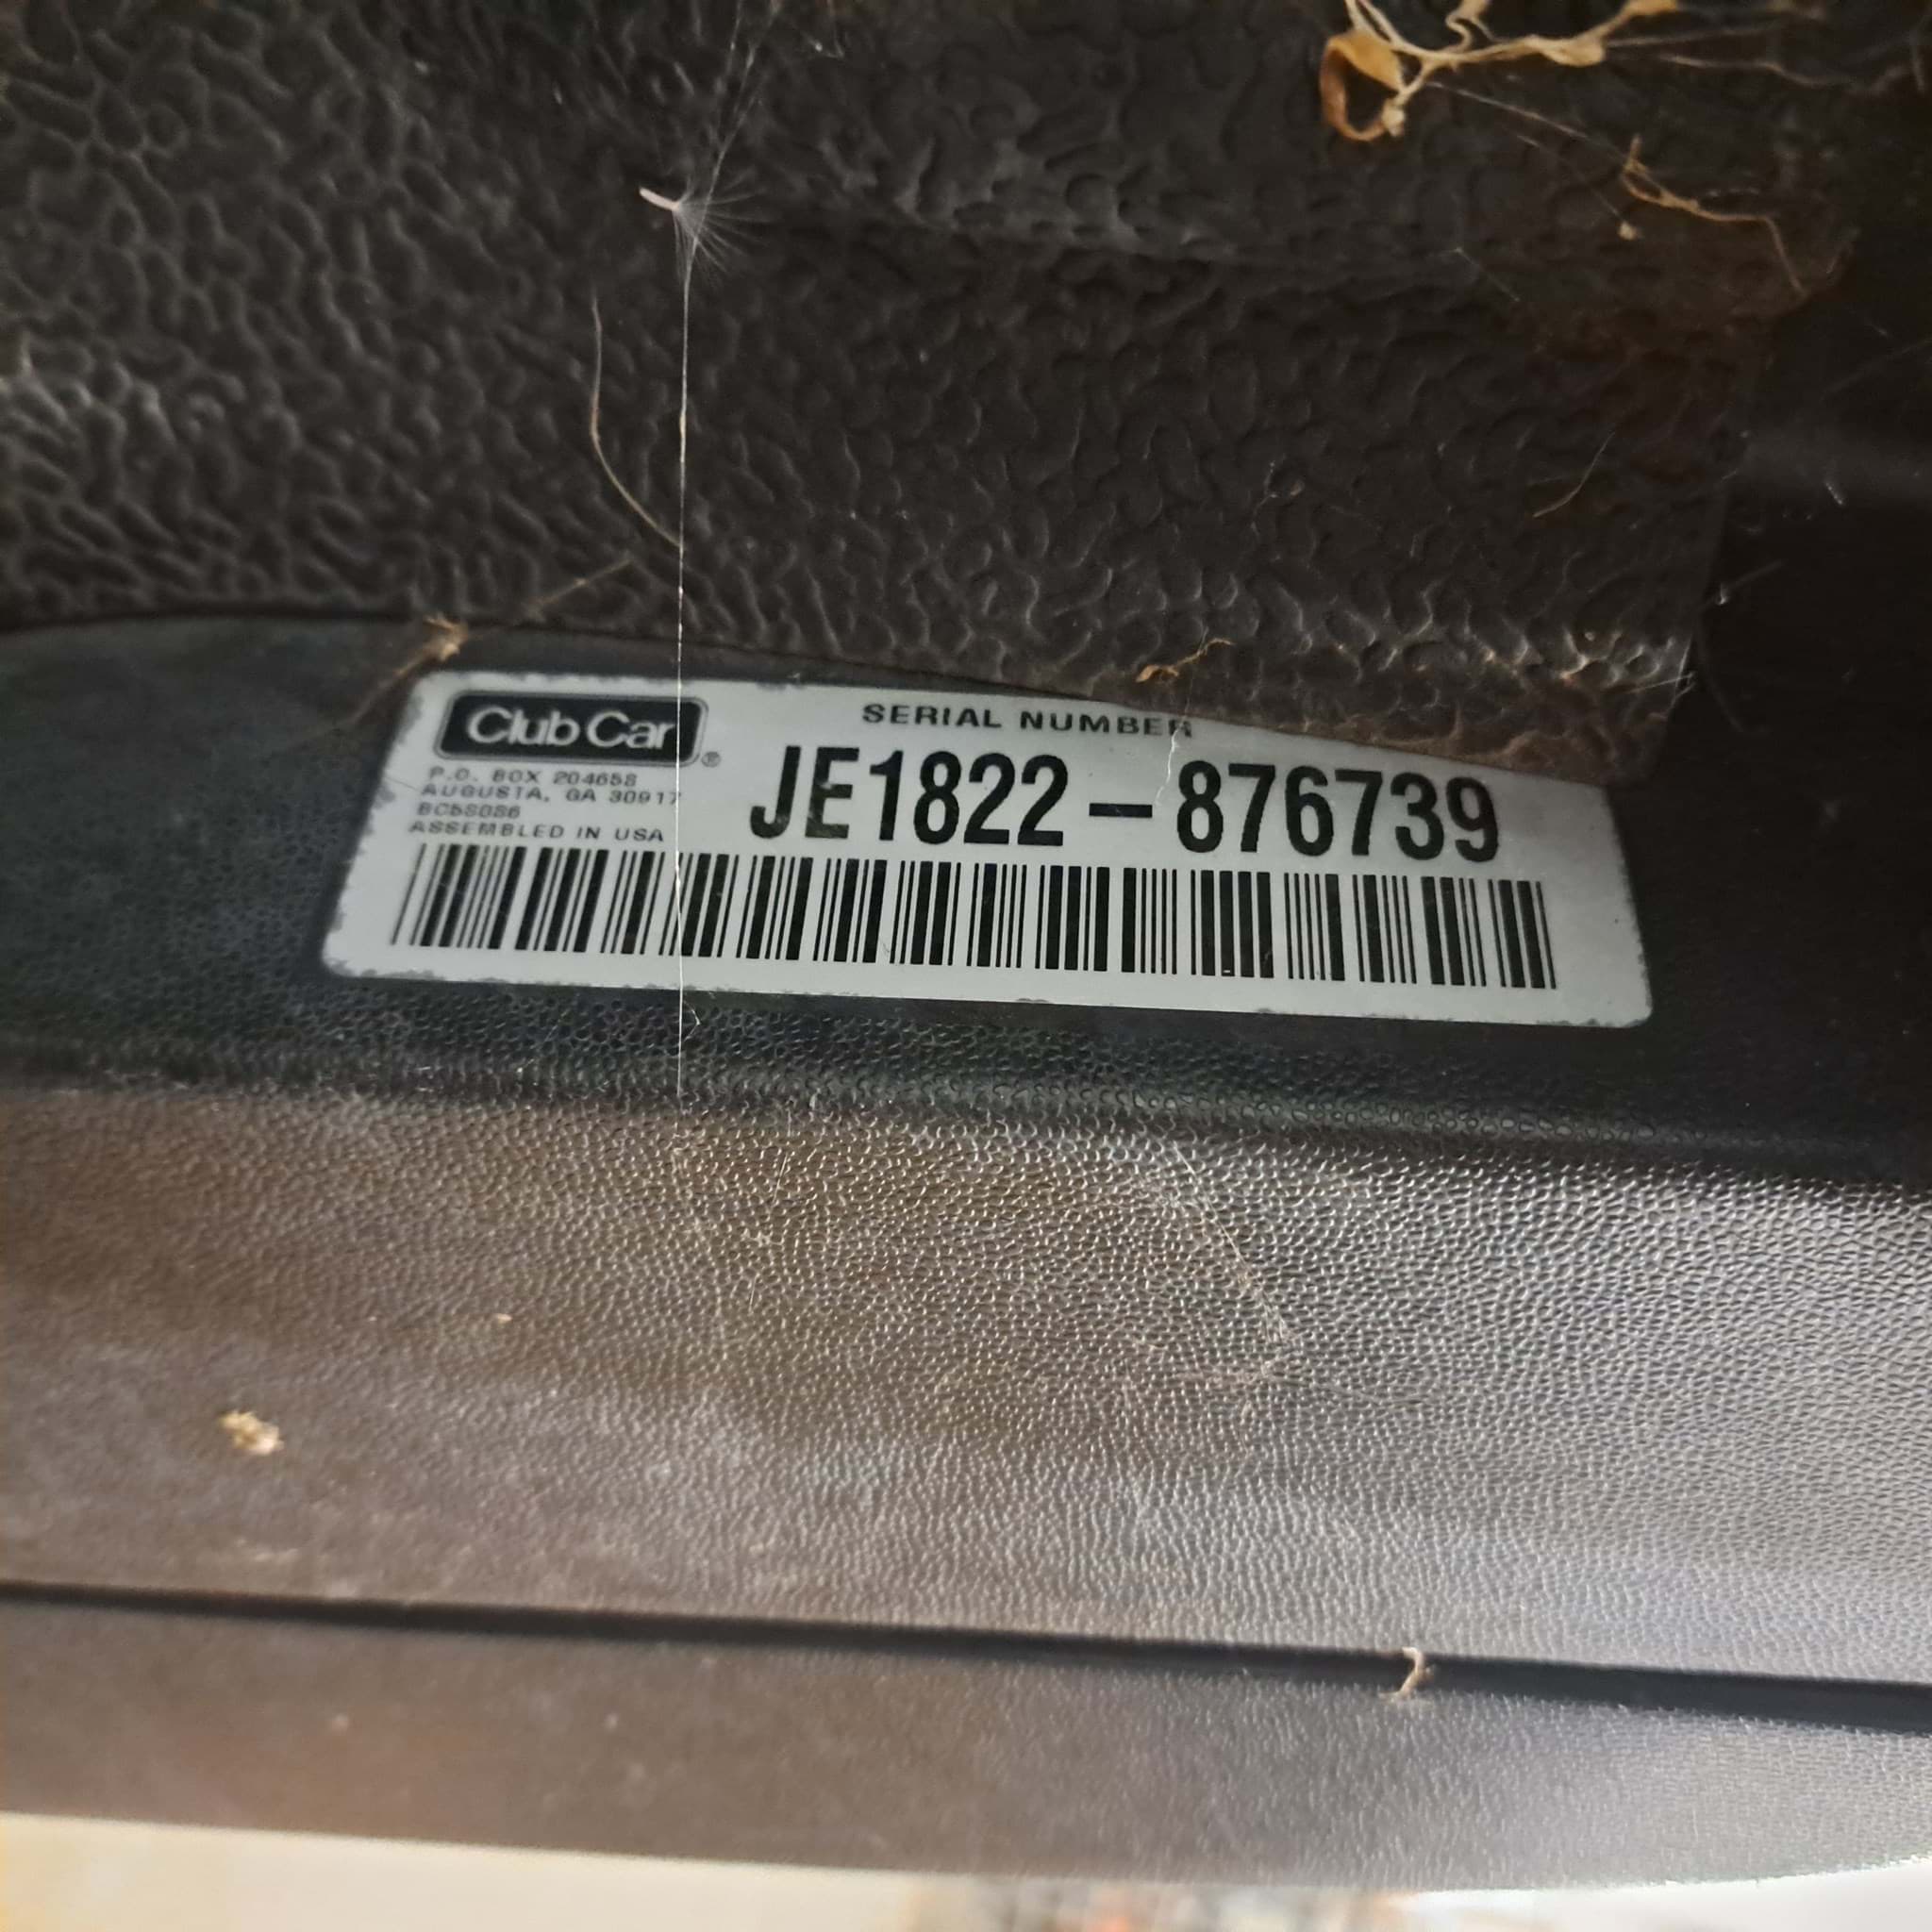 Club Car®
P.O. BOX 204658
AUGUSTA, GA 30917
ASSEMBLED IN USA
SERIAL NUMBER
JE1822-876739